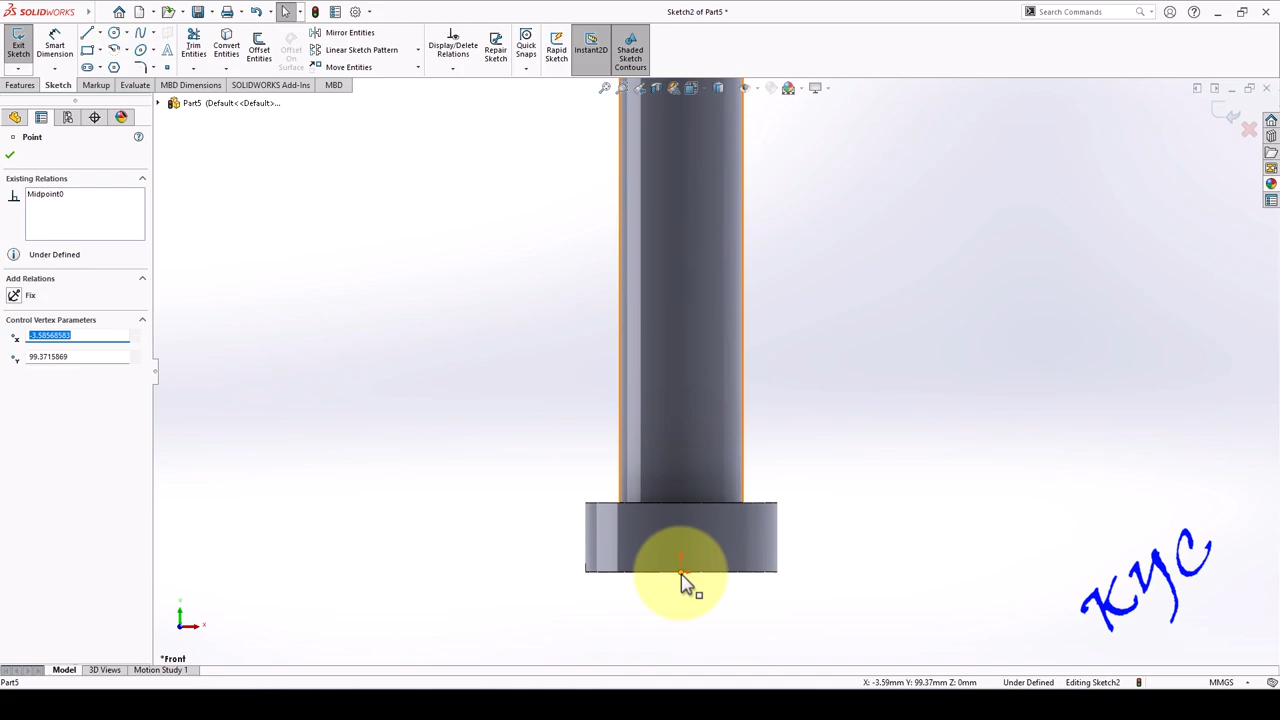 SOLIDWORKS
Sketch2 of Part5 *
Search Commands
Exit Sketch
Smart Dimension
Trim Entities
Convert Entities
Offset Entities
Offset On Surface
Mirror Entities
Linear Sketch Pattern
Move Entities
Display/Delete Relations
Repair Sketch
Quick Snaps
Rapid Sketch
Instant2D
Shaded Sketch Contours
Features Sketch Markup Evaluate MBD Dimensions SOLIDWORKS Add-Ins MBD
Part5 (Default<<Default>...
Point
Existing Relations
Midpoint0
Under Defined
Add Relations
Fix
Control Vertex Parameters
X -3.58568583
Y 99.3715869
KYC
Y
X
*Front
Model 3D Views Motion Study 1
Part5 X: -3.59mm Y: 99.37mm Z: 0mm Under Defined Editing Sketch2 MMGS